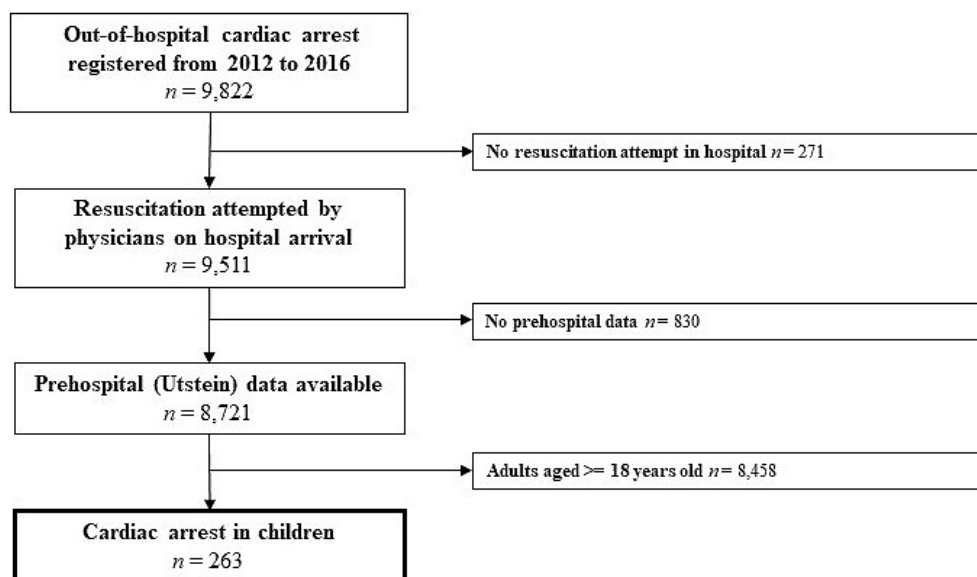 Out-of-hospital cardiac arrest
registered from 2012 to 2016
n = 9,822
No resuscitation attempt in hospital n= 271
Resuscitation attempted by
physicians on hospital arrival
n = 9,511
No prehospital data n= 830
Prehospital (Utstein) data available
n = 8,721
Adults aged >= 18 years old n= 8,458
Cardiac arrest in children
n = 263